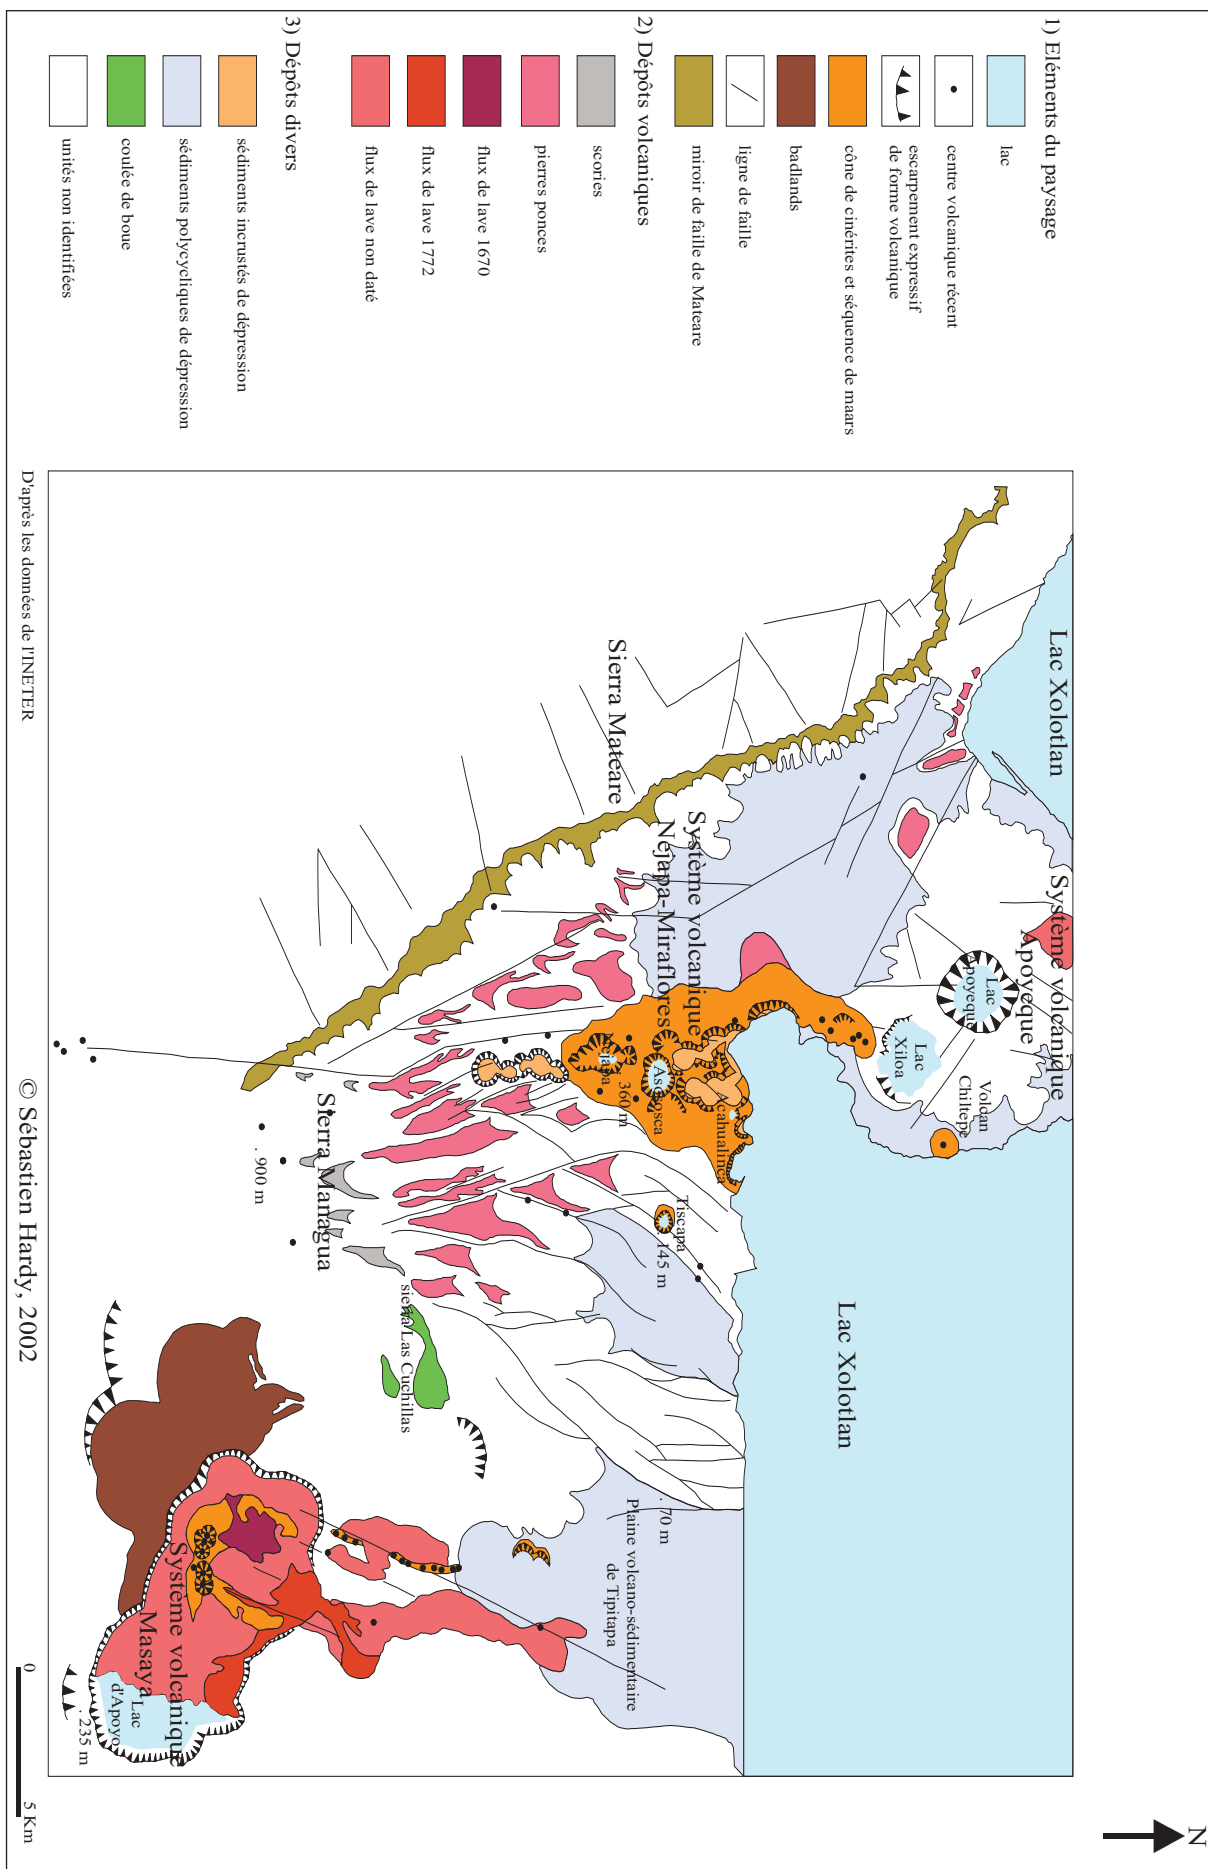 N
1) Eléments du paysage
lac
centre volcanique récent
escarpement expressif
de forme volcanique
cône de cinérites et séquence de maars
badlands
ligne de faille
miroir de faille de Mateare
2) Dépôts volcaniques
scories
pierres ponces
flux de lave 1670
flux de lave 1772
flux de lave non daté
3) Dépôts divers
sédiments incrustés de dépression
sédiments polycycliques de dépression
coulée de boue
unités non identifiées
Lac Xolotlan
Système volcanique
Apoyeque
Lac
Apoyeque
Lac
Xiloa
Volcan
Chiltepe
Lac Xolotlan
Sierra Mateare
Système volcanique
Nejapa-Miraflores
Acahualinca
Asososca
Nejapa
360 m
Tiscapa
145 m
. 70 m
Plaine volcano-sédimentaire
de Tipitapa
Sierra Managua
. 900 m
sierra Las Cuchillas
Système volcanique
Masaya
Lac
d'Apoyo
. 235 m
D'après les données de l'INETER
© Sébastien Hardy, 2002
0
5 Km